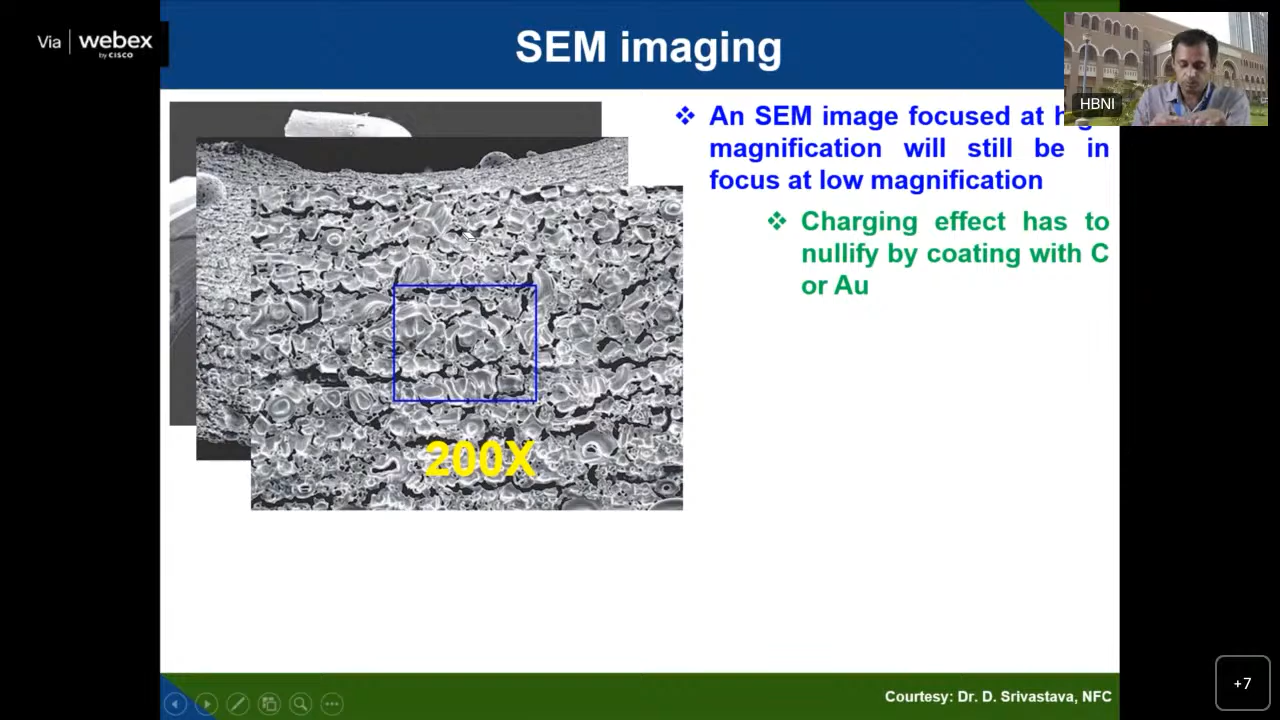 Via webex
by CISCO
SEM imaging
HBNI
An SEM image focused at
magnification will still be in
focus at low magnification
Charging effect has to
nullify by coating with C
or Au
200X
Courtesy: Dr. D. Srivastava, NFC
+7